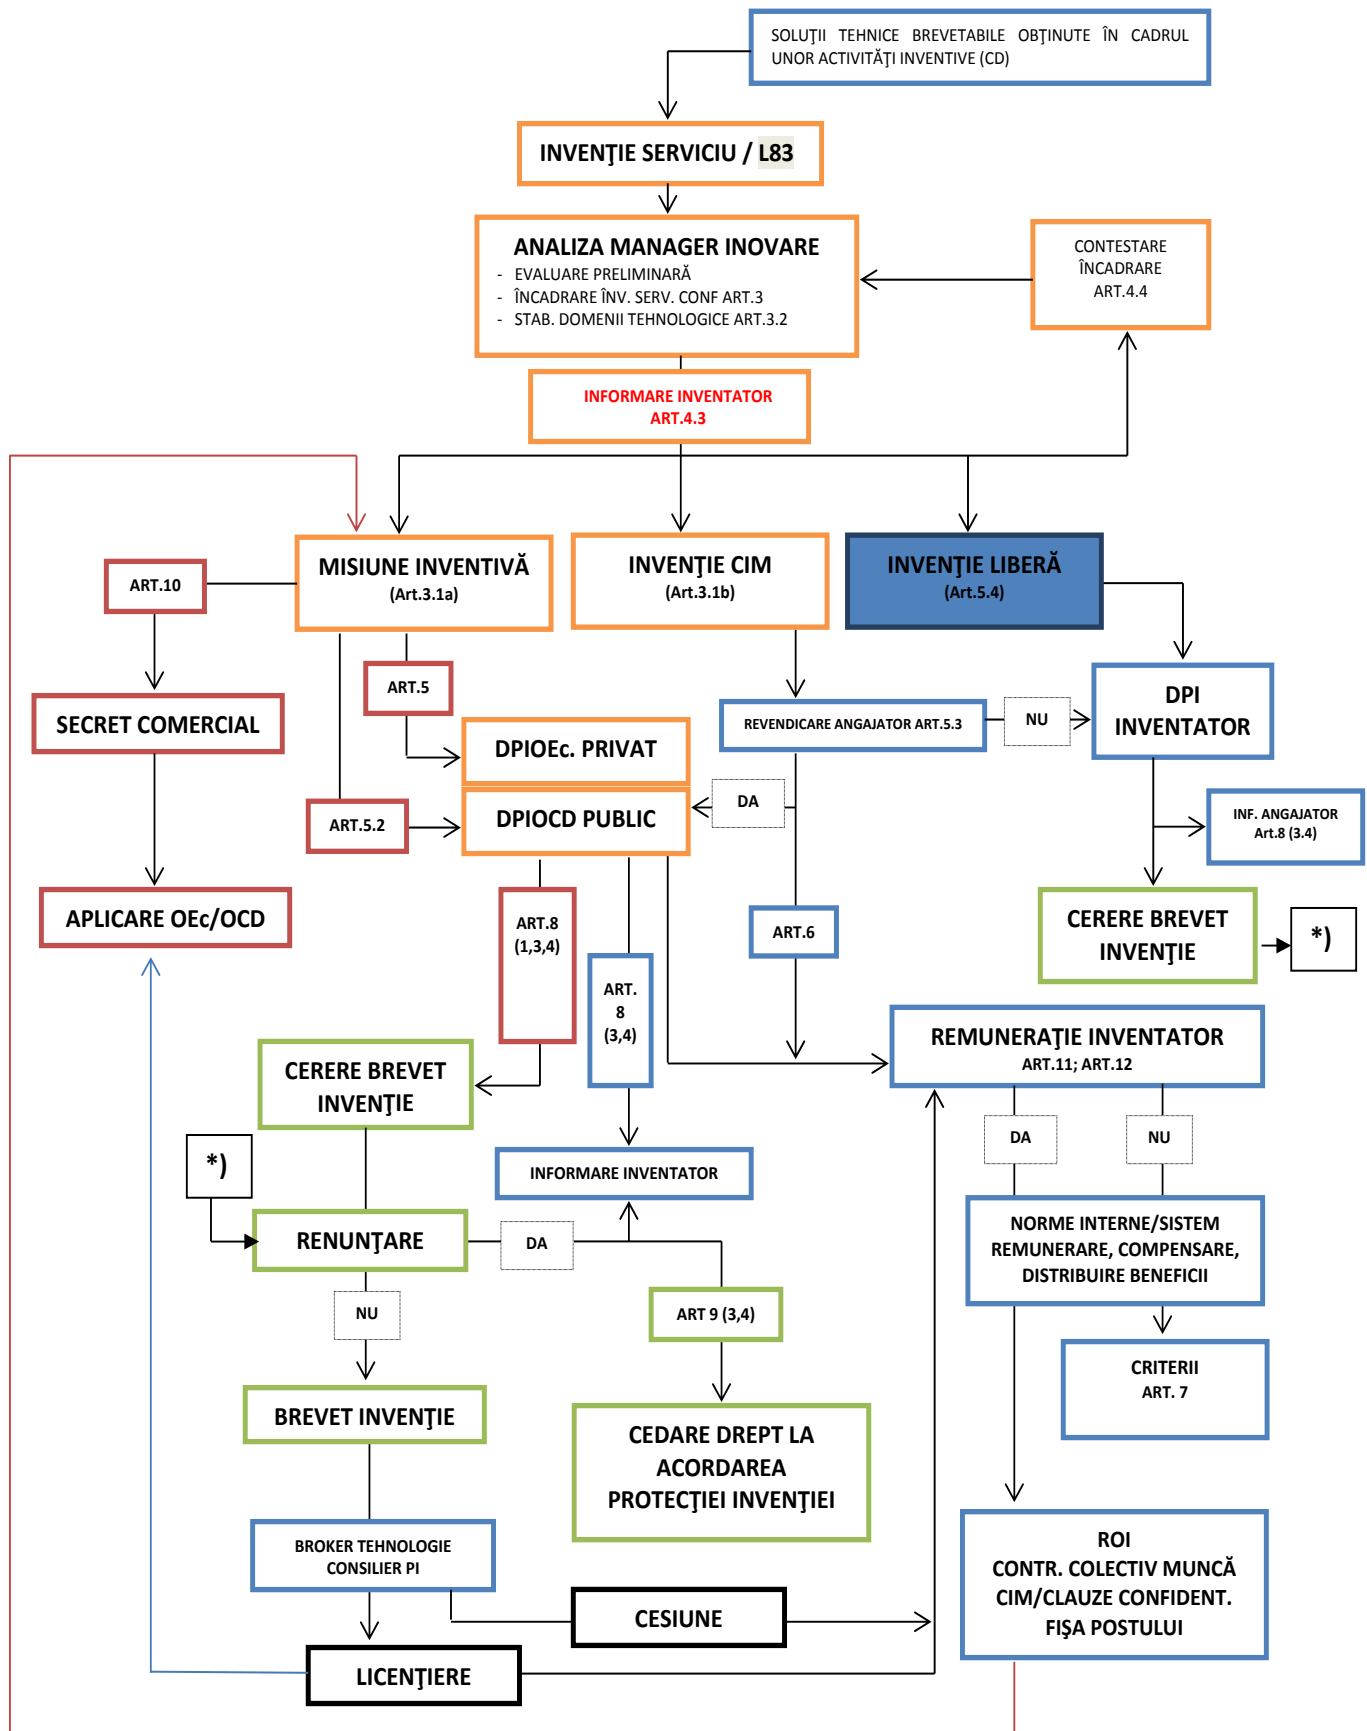 SOLUŢII TEHNICE BREVETABILE OBŢINUTE ÎN CADRUL
UNOR ACTIVITĂŢI INVENTIVE (CD)
INVENŢIE SERVICIU / L83
ANALIZA MANAGER INOVARE
- EVALUARE PRELIMINARĂ
- ÎNCADRARE ÎNV. SERV. CONF ART.3
- STAB. DOMENII TEHNOLOGICE ART.3.2
CONTESTARE
ÎNCADRARE
ART.4.4
INFORMARE INVENTATOR
ART.4.3
MISIUNE INVENTIVĂ
(Art.3.1a)
INVENŢIE CIM
(Art.3.1b)
INVENŢIE LIBERĂ
(Art.5.4)
ART.10
ART.5
SECRET COMERCIAL
REVENDICARE ANGAJATOR ART.5.3
NU
DPI
INVENTATOR
DPIOEc. PRIVAT
DPIOCD PUBLIC
DA
ART.5.2
INF. ANGAJATOR
Art.8 (3.4)
APLICARE OEc/OCD
ART.8
(1,3,4)
ART.6
CERERE BREVET
INVENŢIE
*)
ART.
8
(3,4)
REMUNERAŢIE INVENTATOR
ART.11; ART.12
CERERE BREVET
INVENŢIE
DA
NU
*)
INFORMARE INVENTATOR
RENUNŢARE
DA
NORME INTERNE/SISTEM
REMUNERARE, COMPENSARE,
DISTRIBUIRE BENEFICII
NU
ART 9 (3,4)
CRITERII
ART. 7
BREVET INVENŢIE
CEDARE DREPT LA
ACORDAREA
PROTECŢIEI INVENŢIEI
BROKER TEHNOLOGIE
CONSILIER PI
ROI
CONTR. COLECTIV MUNCĂ
CIM/CLAUZE CONFIDENT.
FIŞA POSTULUI
CESIUNE
LICENŢIERE